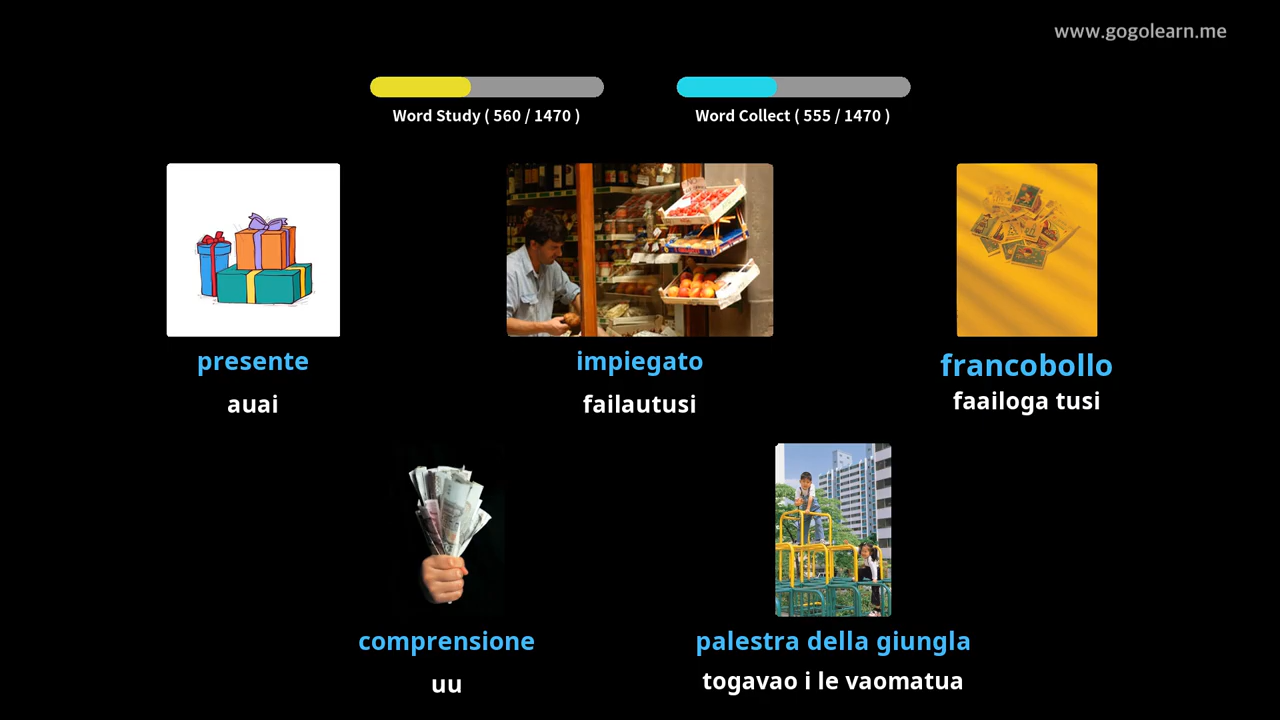 www.gogolearn.me
Word Study ( 560 / 1470 )
Word Collect ( 555 / 1470 )
presente
impiegato
francobollo
auai
failautusi
faailoga tusi
comprensione
palestra della giungla
uu
togavao i le vaomatua